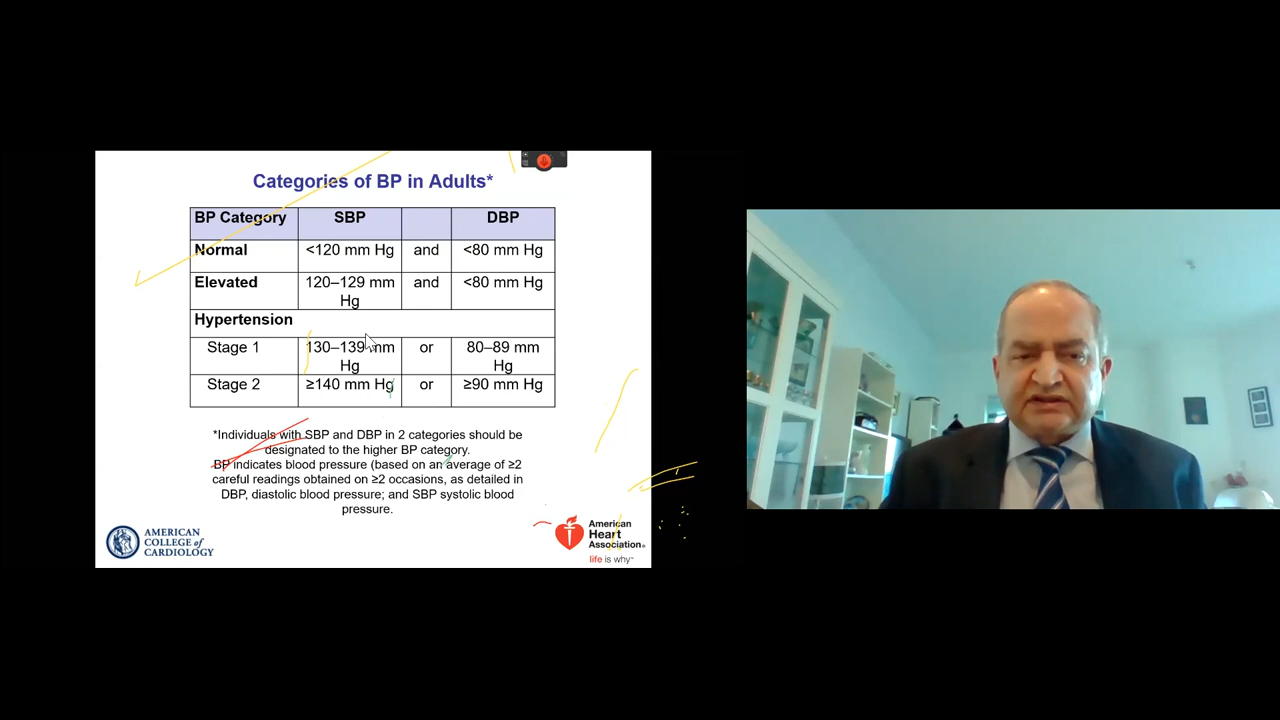 Categories of BP in Adults*
BP Category SBP DBP
Normal <120 mm Hg and <80 mm Hg
Elevated 120–129 mm Hg and <80 mm Hg
Hypertension
Stage 1 130–139 mm Hg or 80–89 mm Hg
Stage 2 ≥140 mm Hg or ≥90 mm Hg
*Individuals with SBP and DBP in 2 categories should be
designated to the higher BP category.
BP indicates blood pressure (based on an average of ≥2
careful readings obtained on ≥2 occasions, as detailed in
DBP, diastolic blood pressure; and SBP systolic blood
pressure.
AMERICAN
COLLEGE of
CARDIOLOGY
American
Heart
Association®
life is why™